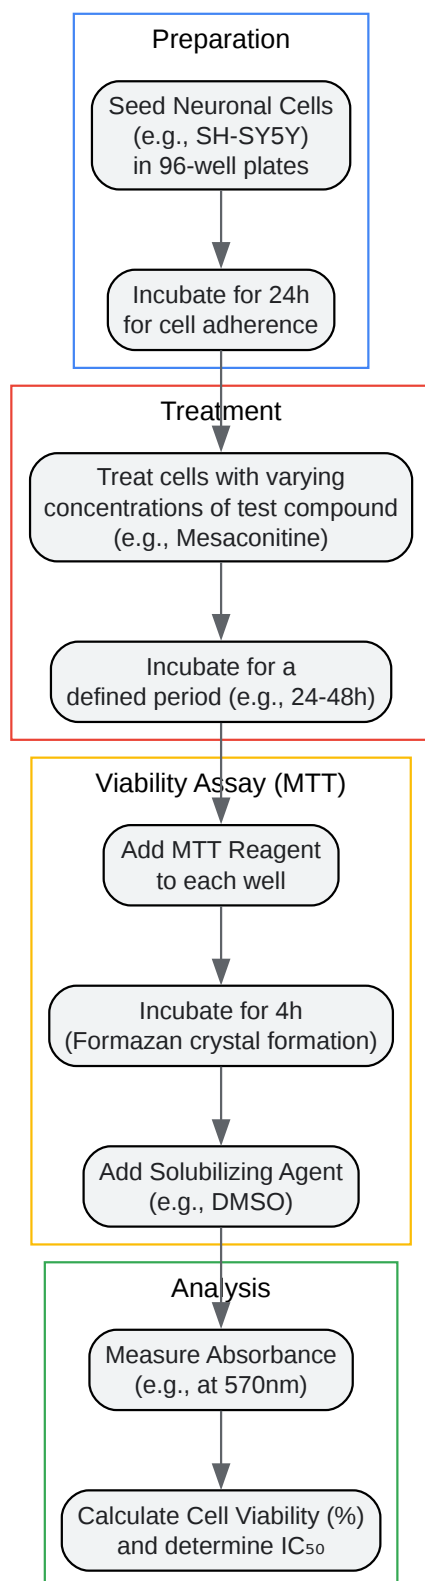 Preparation
Seed Neuronal Cells
(e.g., SH-SY5Y)
in 96-well plates
Incubate for 24h
for cell adherence
Treatment
Treat cells with varying
concentrations of test compound
(e.g., Mesaconitine)
Incubate for a
defined period (e.g., 24-48h)
Viability Assay (MTT)
Add MTT Reagent
to each well
Incubate for 4h
(Formazan crystal formation)
Add Solubilizing Agent
(e.g., DMSO)
Analysis
Measure Absorbance
(e.g., at 570nm)
Calculate Cell Viability (%)
and determine IC₅₀